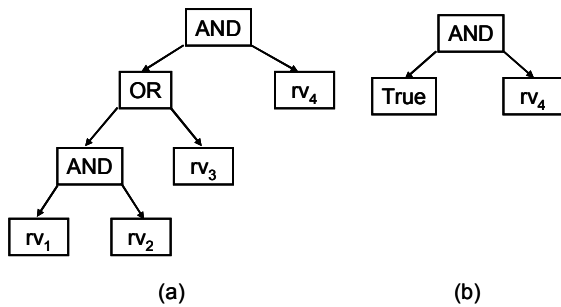 AND
AND
OR
rv4
True
rv4
AND
rv3
rv1
rv2
(a)
(b)